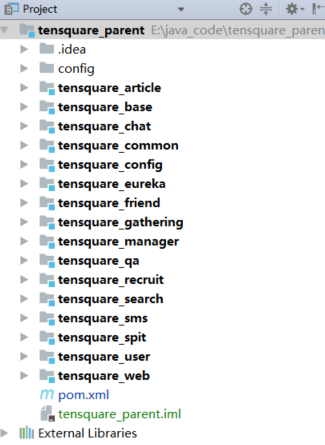 Project
tensquare_parent E:\java_code\tensquare_paren
.idea
config
tensquare_article
tensquare_base
tensquare_chat
tensquare_common
tensquare_config
tensquare_eureka
tensquare_friend
tensquare_gathering
tensquare_manager
tensquare_qa
tensquare_recruit
tensquare_search
tensquare_sms
tensquare_spit
tensquare_user
tensquare_web
m pom.xml
tensquare_parent.iml
External Libraries